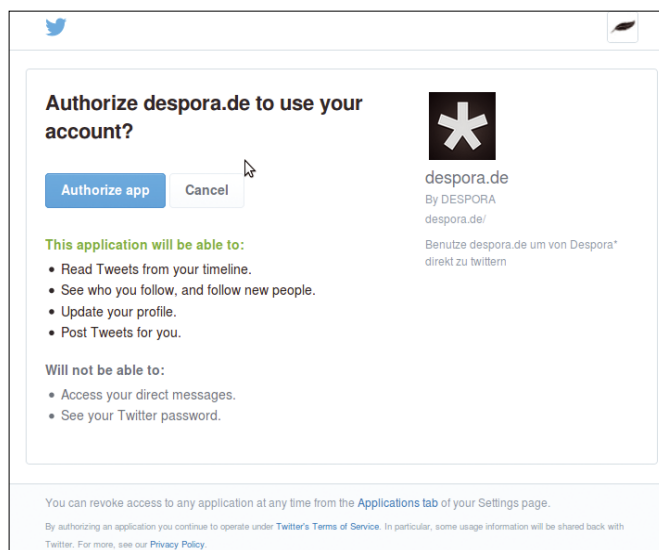 Authorize despora.de to use your
account?
Authorize app
Cancel
This application will be able to:
• Read Tweets from your timeline.
• See who you follow, and follow new people.
• Update your profile.
• Post Tweets for you.
Will not be able to:
• Access your direct messages.
• See your Twitter password.
despora.de
By DESPORA
despora.de/
Benutze despora.de um von Despora*
direkt zu twittern
You can revoke access to any application at any time from the Applications tab of your Settings page.
By authorizing an application you continue to operate under Twitter's Terms of Service. In particular, some usage information will be shared back with
Twitter. For more, see our Privacy Policy.